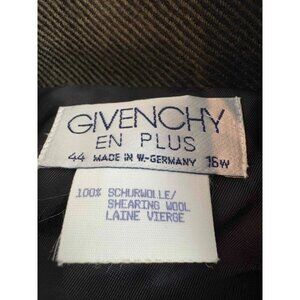 GIVENCHY
EN PLUS
44 MADE IN W.-GERMANY 16W
100% SCHURWOLLE/
SHEARING WOOL
LAINE VIERGE